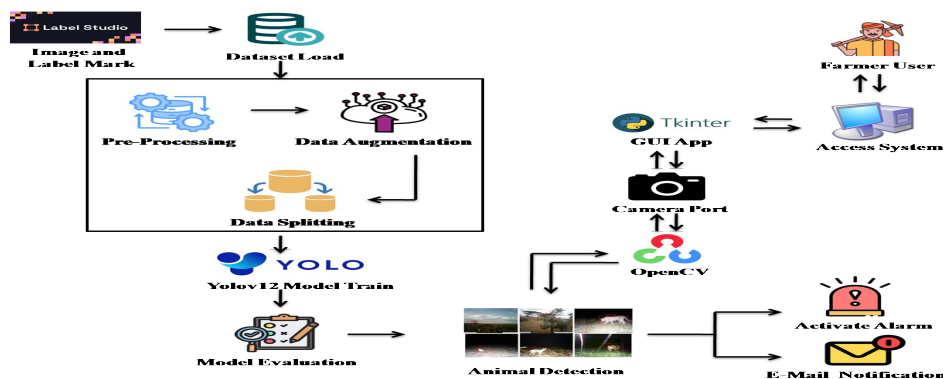 Label Studio
Image and
Label Mark
Dataset Load
Pre-Processing
Data Augmentation
Data Splitting
YOLO
Yolov12 Model Train
Model Evaluation
Animal Detection
Farmer User
Access System
Tkinter
GUI App
Camera Port
OpenCV
Activate Alarm
E-Mail Notification